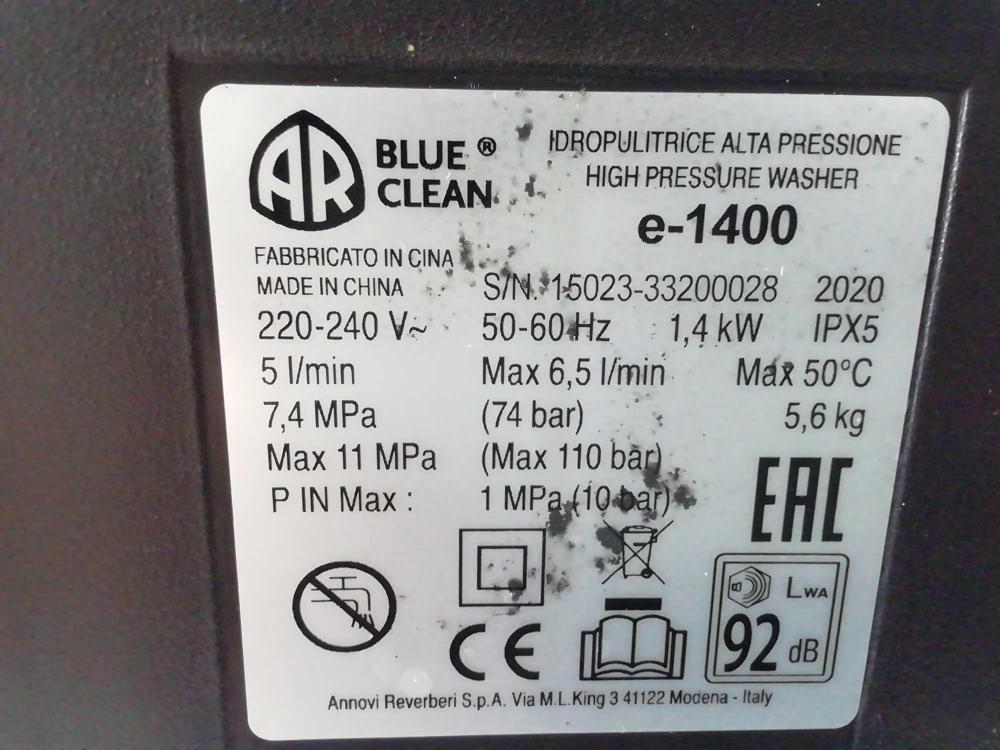 AR BLUE ®
CLEAN
IDROPULITRICE ALTA PRESSIONE
HIGH PRESSURE WASHER
e-1400
FABBRICATO IN CINA
MADE IN CHINA
S/N. 15023-33200028 2020
220-240 V~ 50-60 Hz 1,4 kW IPX5
5 l/min Max 6,5 l/min Max 50°C
7,4 MPa (74 bar) 5,6 kg
Max 11 MPa (Max 110 bar)
P IN Max : 1 MPa (10 bar)
EAC
CE
LWA
92 dB
Annovi Reverberi S.p.A. Via M.L.King 3 41122 Modena - Italy